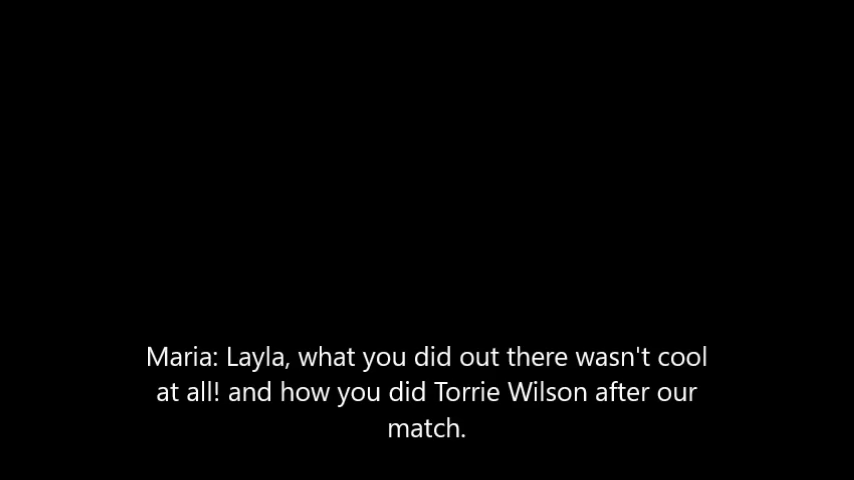 Maria: Layla, what you did out there wasn't cool
at all! and how you did Torrie Wilson after our
match.